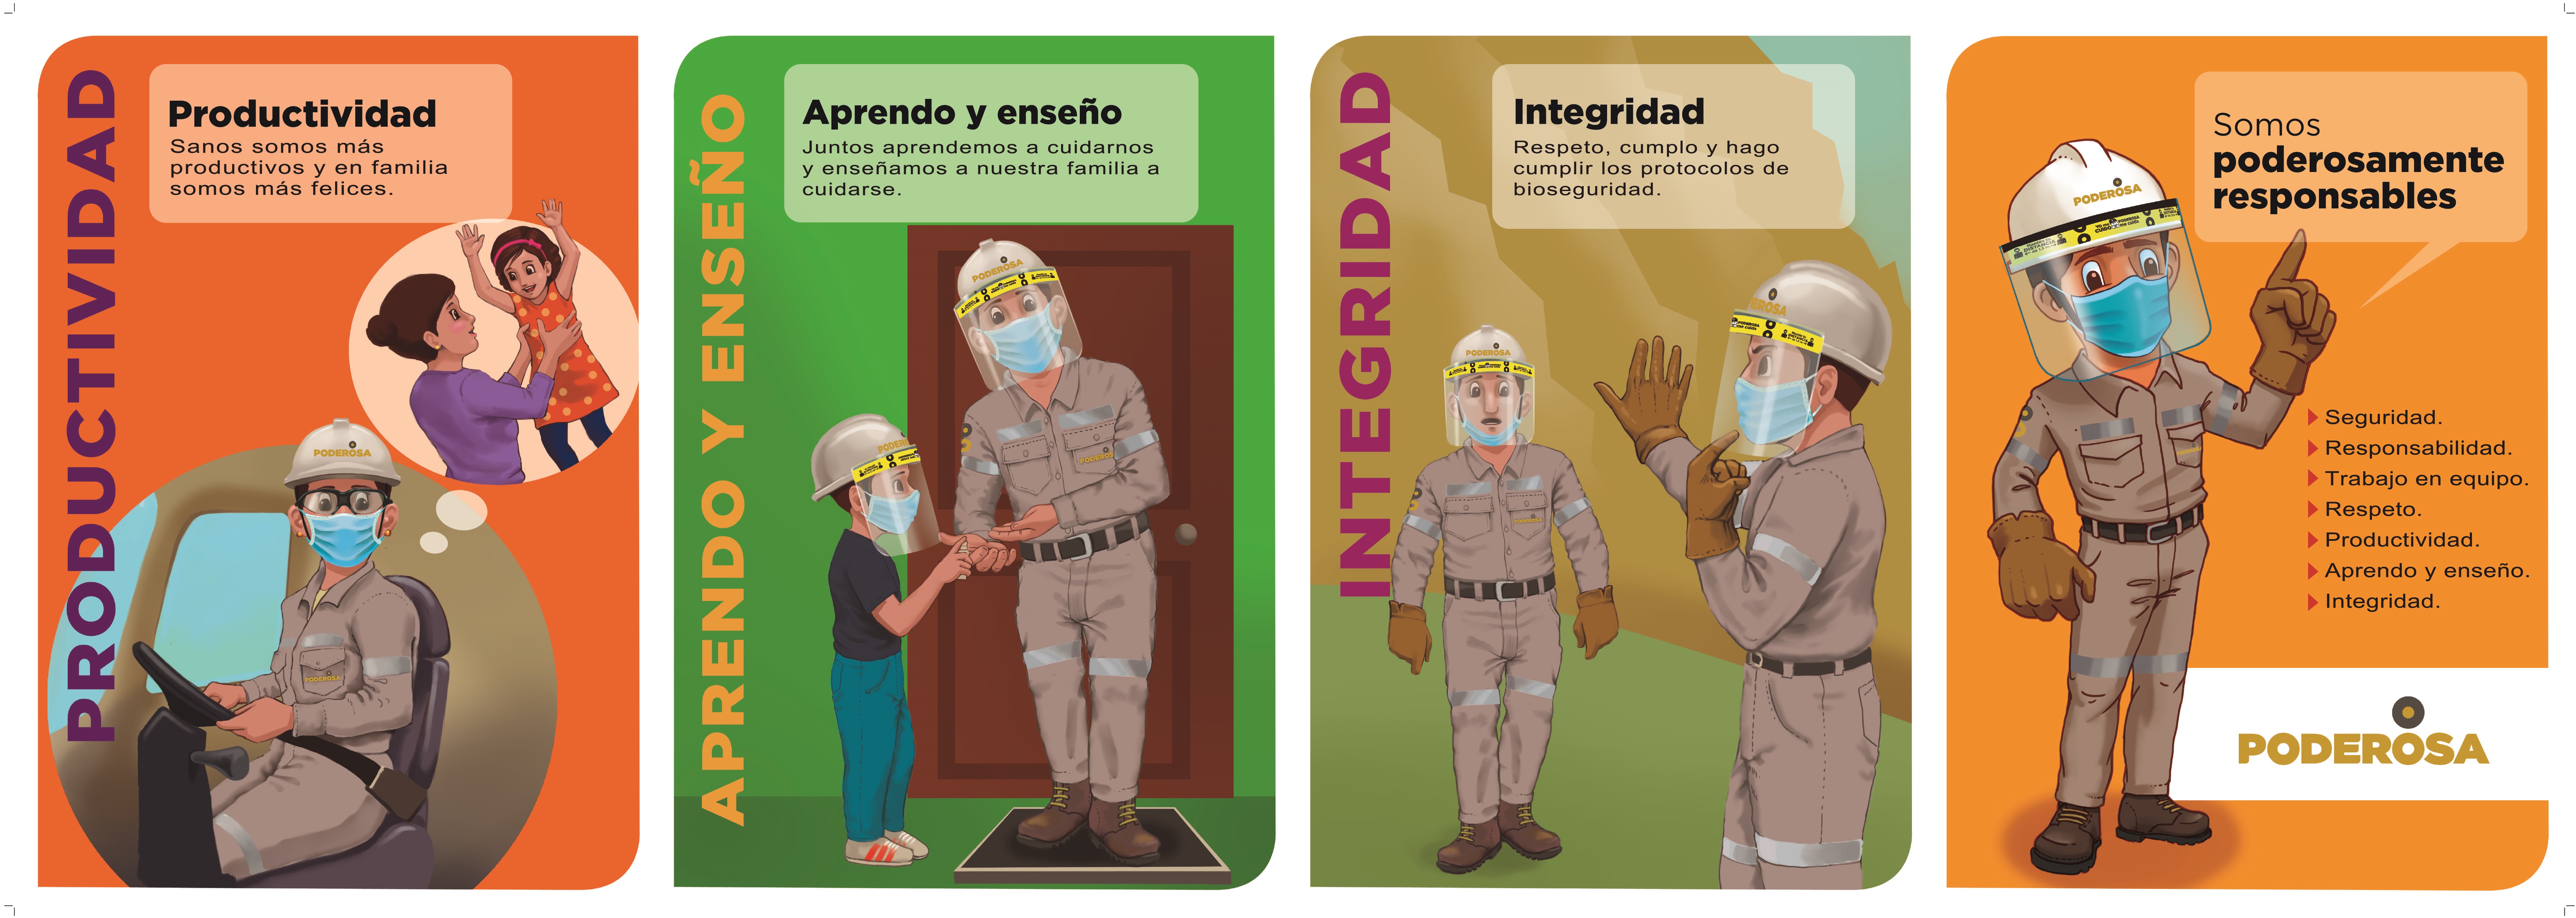 PRODUCTIVIDAD
Productividad
Sanos somos más
productivos y en familia
somos más felices.
PODEROSA
PODEROSA
APRENDO Y ENSEÑO
Aprendo y enseño
Juntos aprendemos a cuidarnos
y enseñamos a nuestra familia a
cuidarse.
PODEROSA
INTEGRIDAD
Integridad
Respeto, cumplo y hago
cumplir los protocolos de
bioseguridad.
PODEROSA
Somos
poderosamente
responsables
PODEROSA
Seguridad.
Responsabilidad.
Trabajo en equipo.
Respeto.
Productividad.
Aprendo y enseño.
Integridad.
PODEROSA